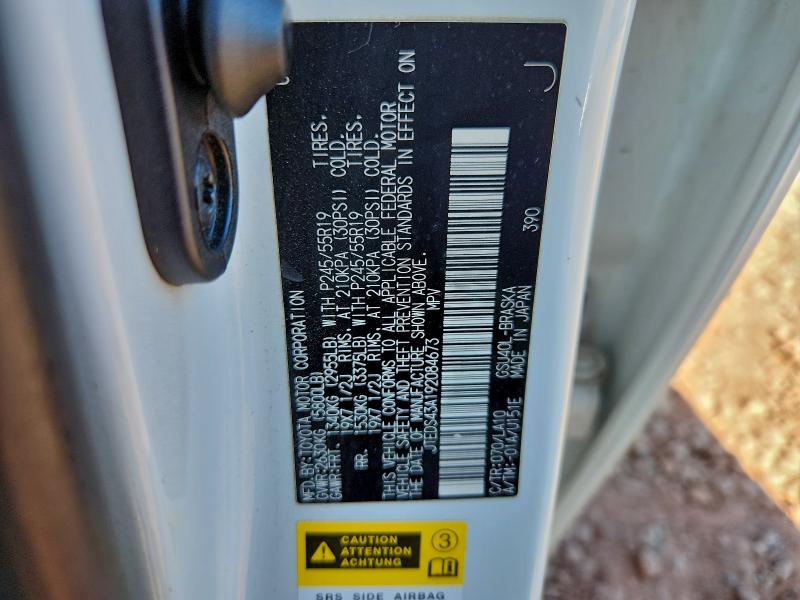 MFD.BY: TOYOTA MOTOR CORPORATION
GVWR:2530KG (5580LB)
GAWR:FRT. 1340KG (2955LB) WITH P245/55R19 TIRES,
19X7 1/2J RIMS, AT 210KPA (30PSI) COLD.
RR. 1530KG (3375LB) WITH P245/55R19 TIRES,
19X7 1/2J RIMS, AT 210KPA (30PSI) COLD.
THIS VEHICLE CONFORMS TO ALL APPLICABLE FEDERAL MOTOR
VEHICLE SAFETY AND THEFT PREVENTION STANDARDS IN EFFECT ON
THE DATE OF MANUFACTURE SHOWN ABOVE.
JTEDS43A192084673 MPV
390
C/TR:070/LA10 GSU40L-BRASKA
A/TM:-01A/U151E MADE IN JAPAN
J
CAUTION
ATTENTION
ACHTUNG
3
SRS SIDE AIRBAG